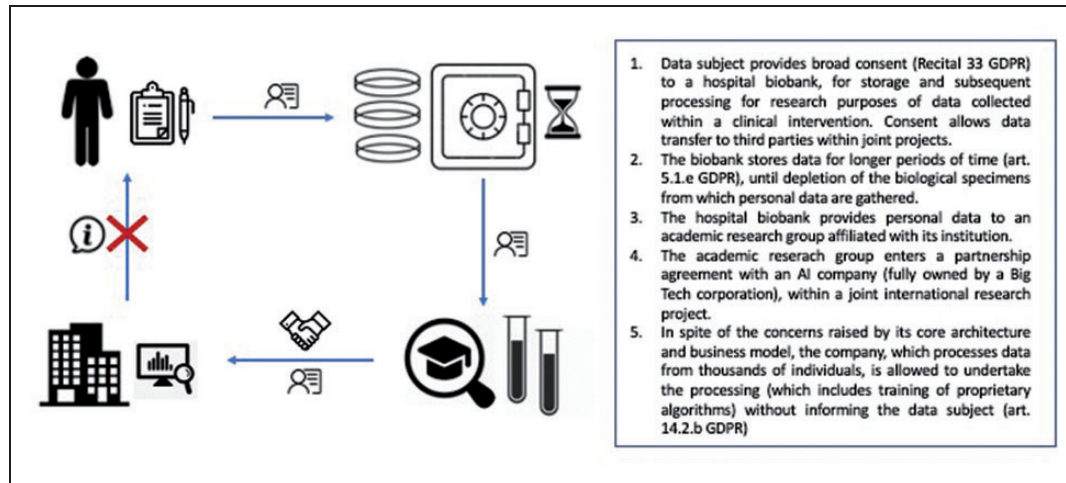 1. Data subject provides broad consent (Recital 33 GDPR)
to a hospital biobank, for storage and subsequent
processing for research purposes of data collected
within a clinical intervention. Consent allows data
transfer to third parties within joint projects.
2. The biobank stores data for longer periods of time (art.
5.1.e GDPR), until depletion of the biological specimens
from which personal data are gathered.
3. The hospital biobank provides personal data to an
academic research group affiliated with its institution.
4. The academic reserach group enters a partnership
agreement with an AI company (fully owned by a Big
Tech corporation), within a joint international research
project.
5. In spite of the concerns raised by its core architecture
and business model, the company, which processes data
from thousands of individuals, is allowed to undertake
the processing (which includes training of proprietary
algorithms) without informing the data subject (art.
14.2.b GDPR)